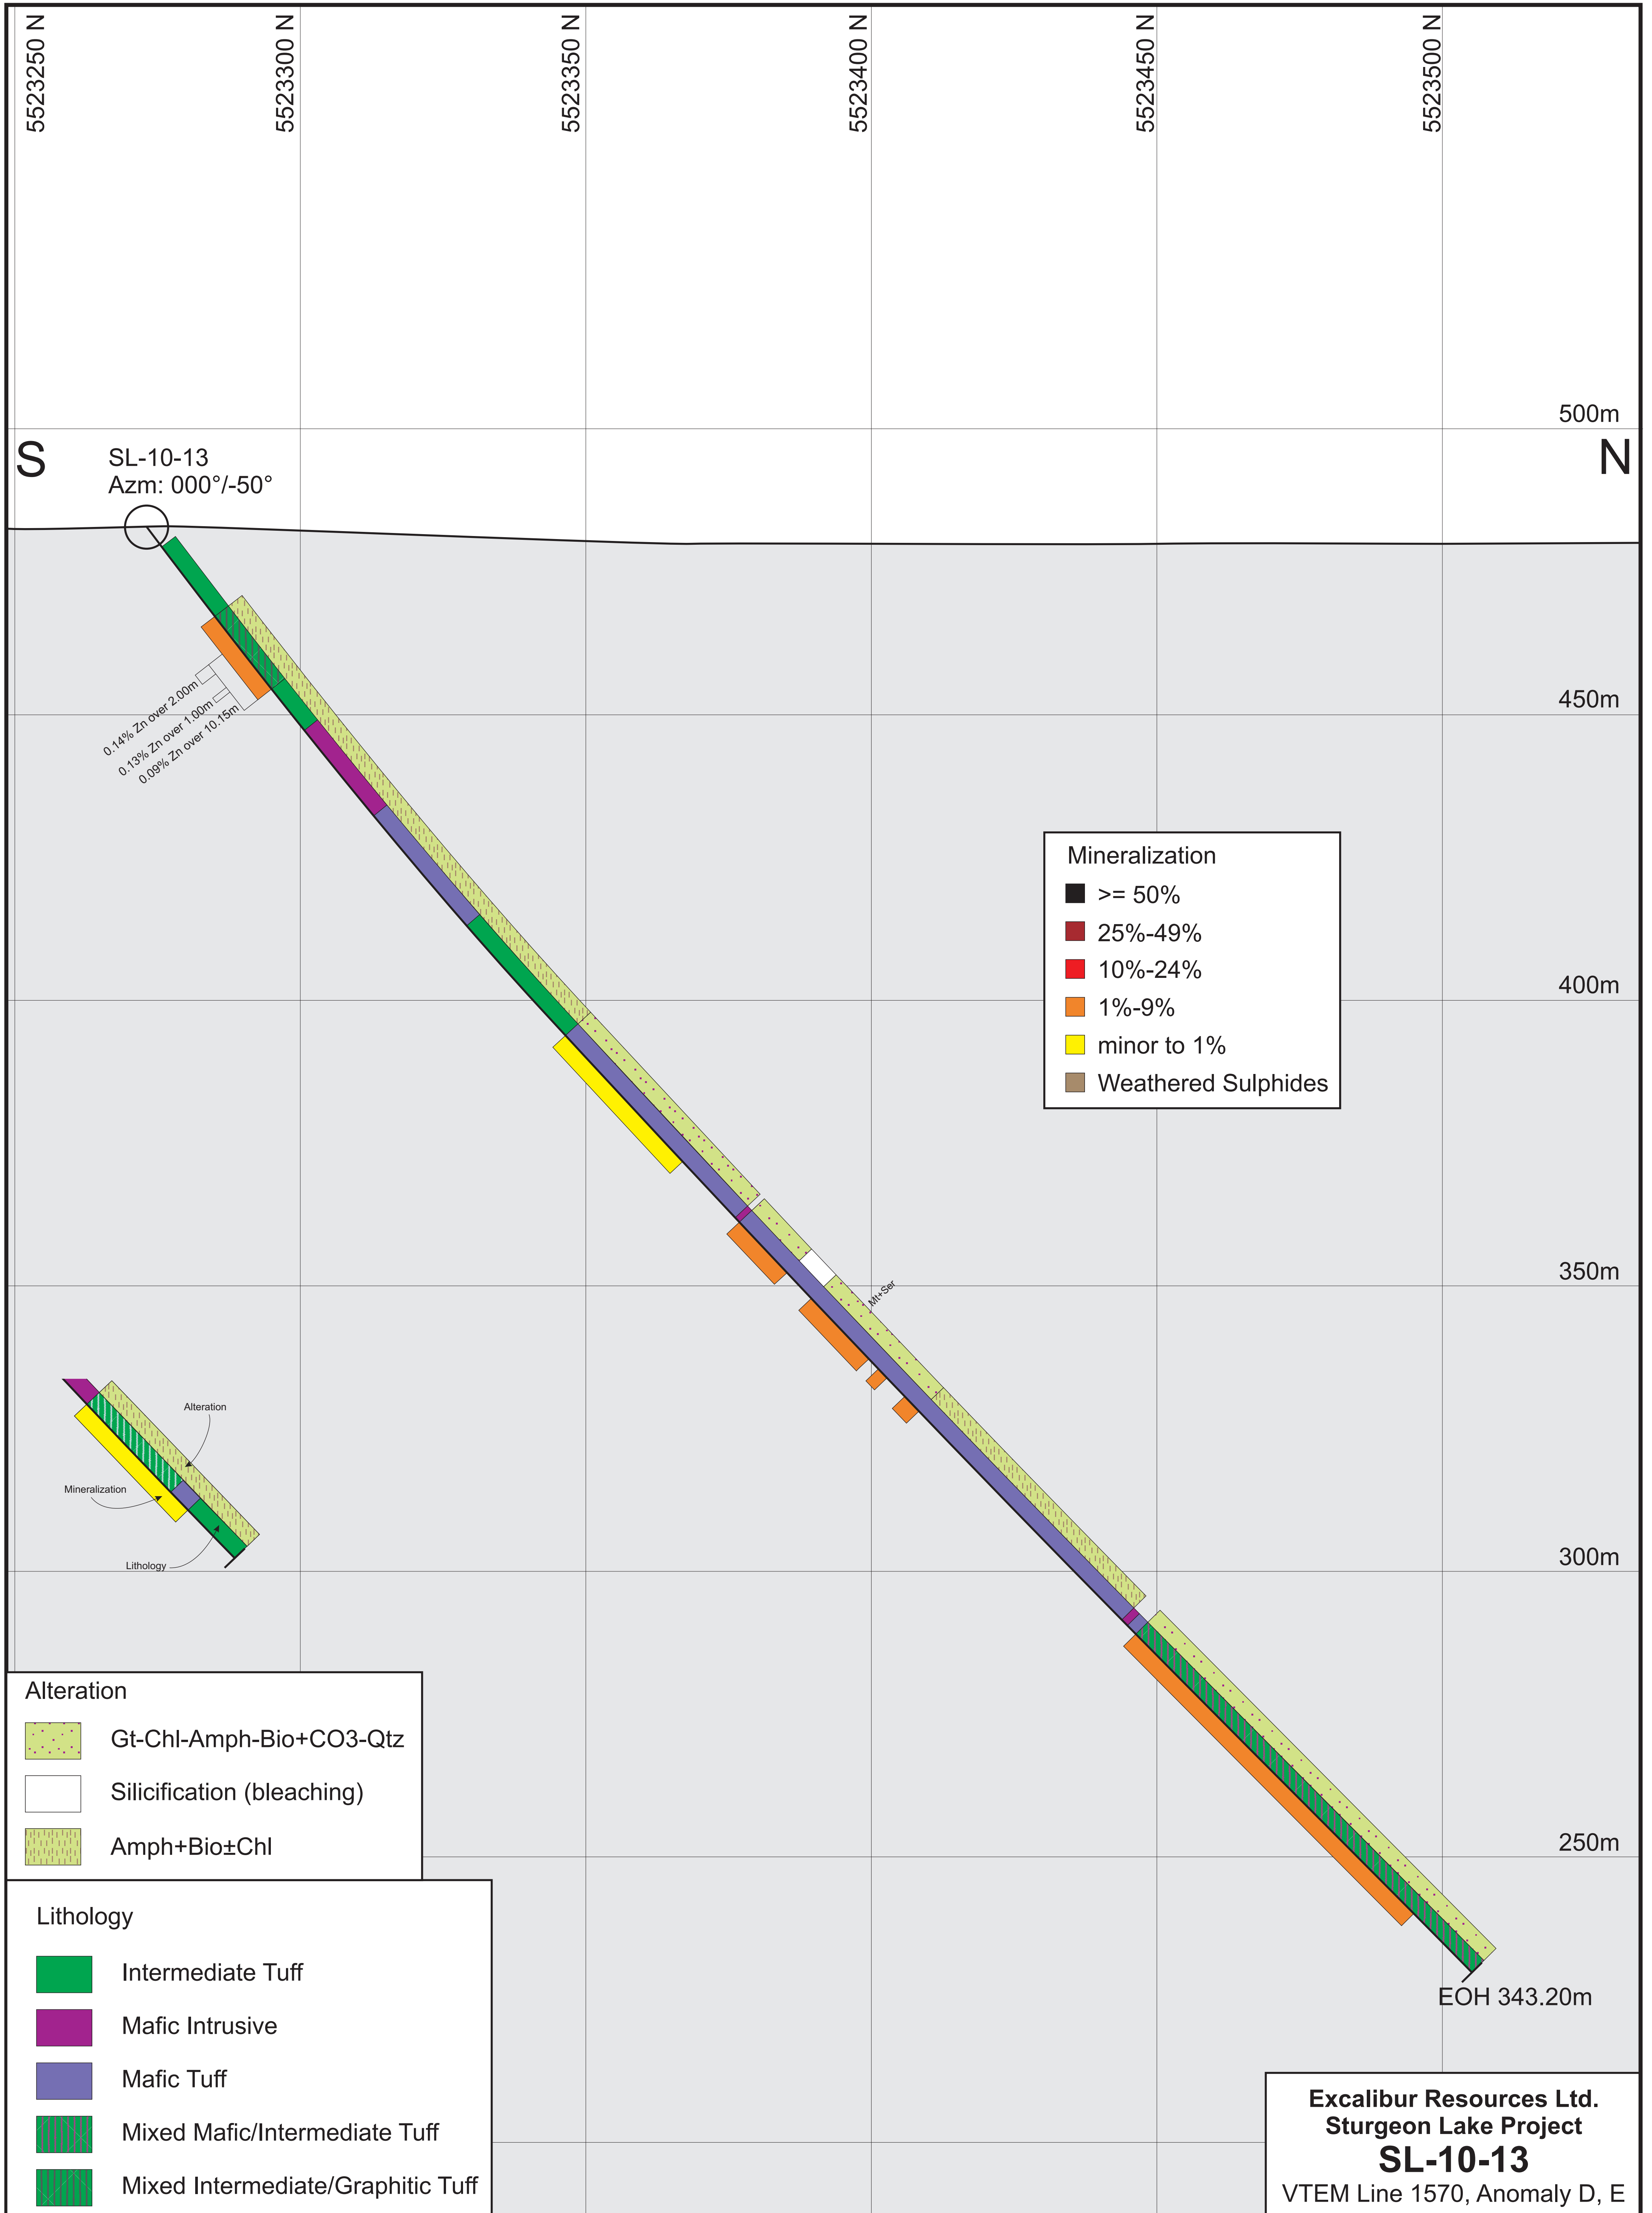 5523250 N
5523300 N
5523350 N
5523400 N
5523450 N
5523500 N
500m
S
N
SL-10-13
Azm: 000°/-50°
450m
0.14% Zn over 2.00m
0.13% Zn over 1.00m
0.09% Zn over 10.15m
Mineralization
>= 50%
25%-49%
10%-24%
1%-9%
minor to 1%
Weathered Sulphides
400m
350m
Mt+Ser
Alteration
Mineralization
Lithology
300m
Alteration
Gt-Chl-Amph-Bio+CO3-Qtz
Silicification (bleaching)
Amph+Bio±Chl
250m
Lithology
Intermediate Tuff
Mafic Intrusive
Mafic Tuff
Mixed Mafic/Intermediate Tuff
Mixed Intermediate/Graphitic Tuff
EOH 343.20m
Excalibur Resources Ltd.
Sturgeon Lake Project
SL-10-13
VTEM Line 1570, Anomaly D, E